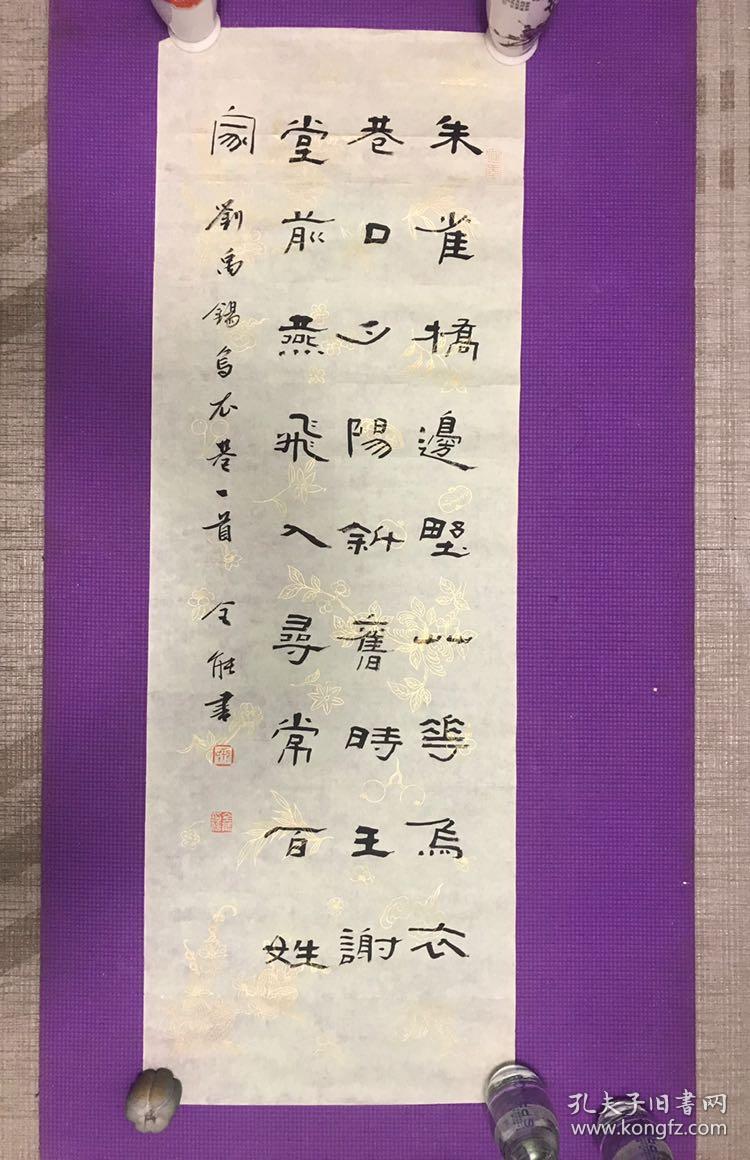 朱雀橋邊野艸花烏衣
巷口夕陽斜舊時王謝
堂前燕飛入尋常百姓
家
劉禹錫烏衣巷一首 全能書
孔夫子旧书网
www.kongfz.com